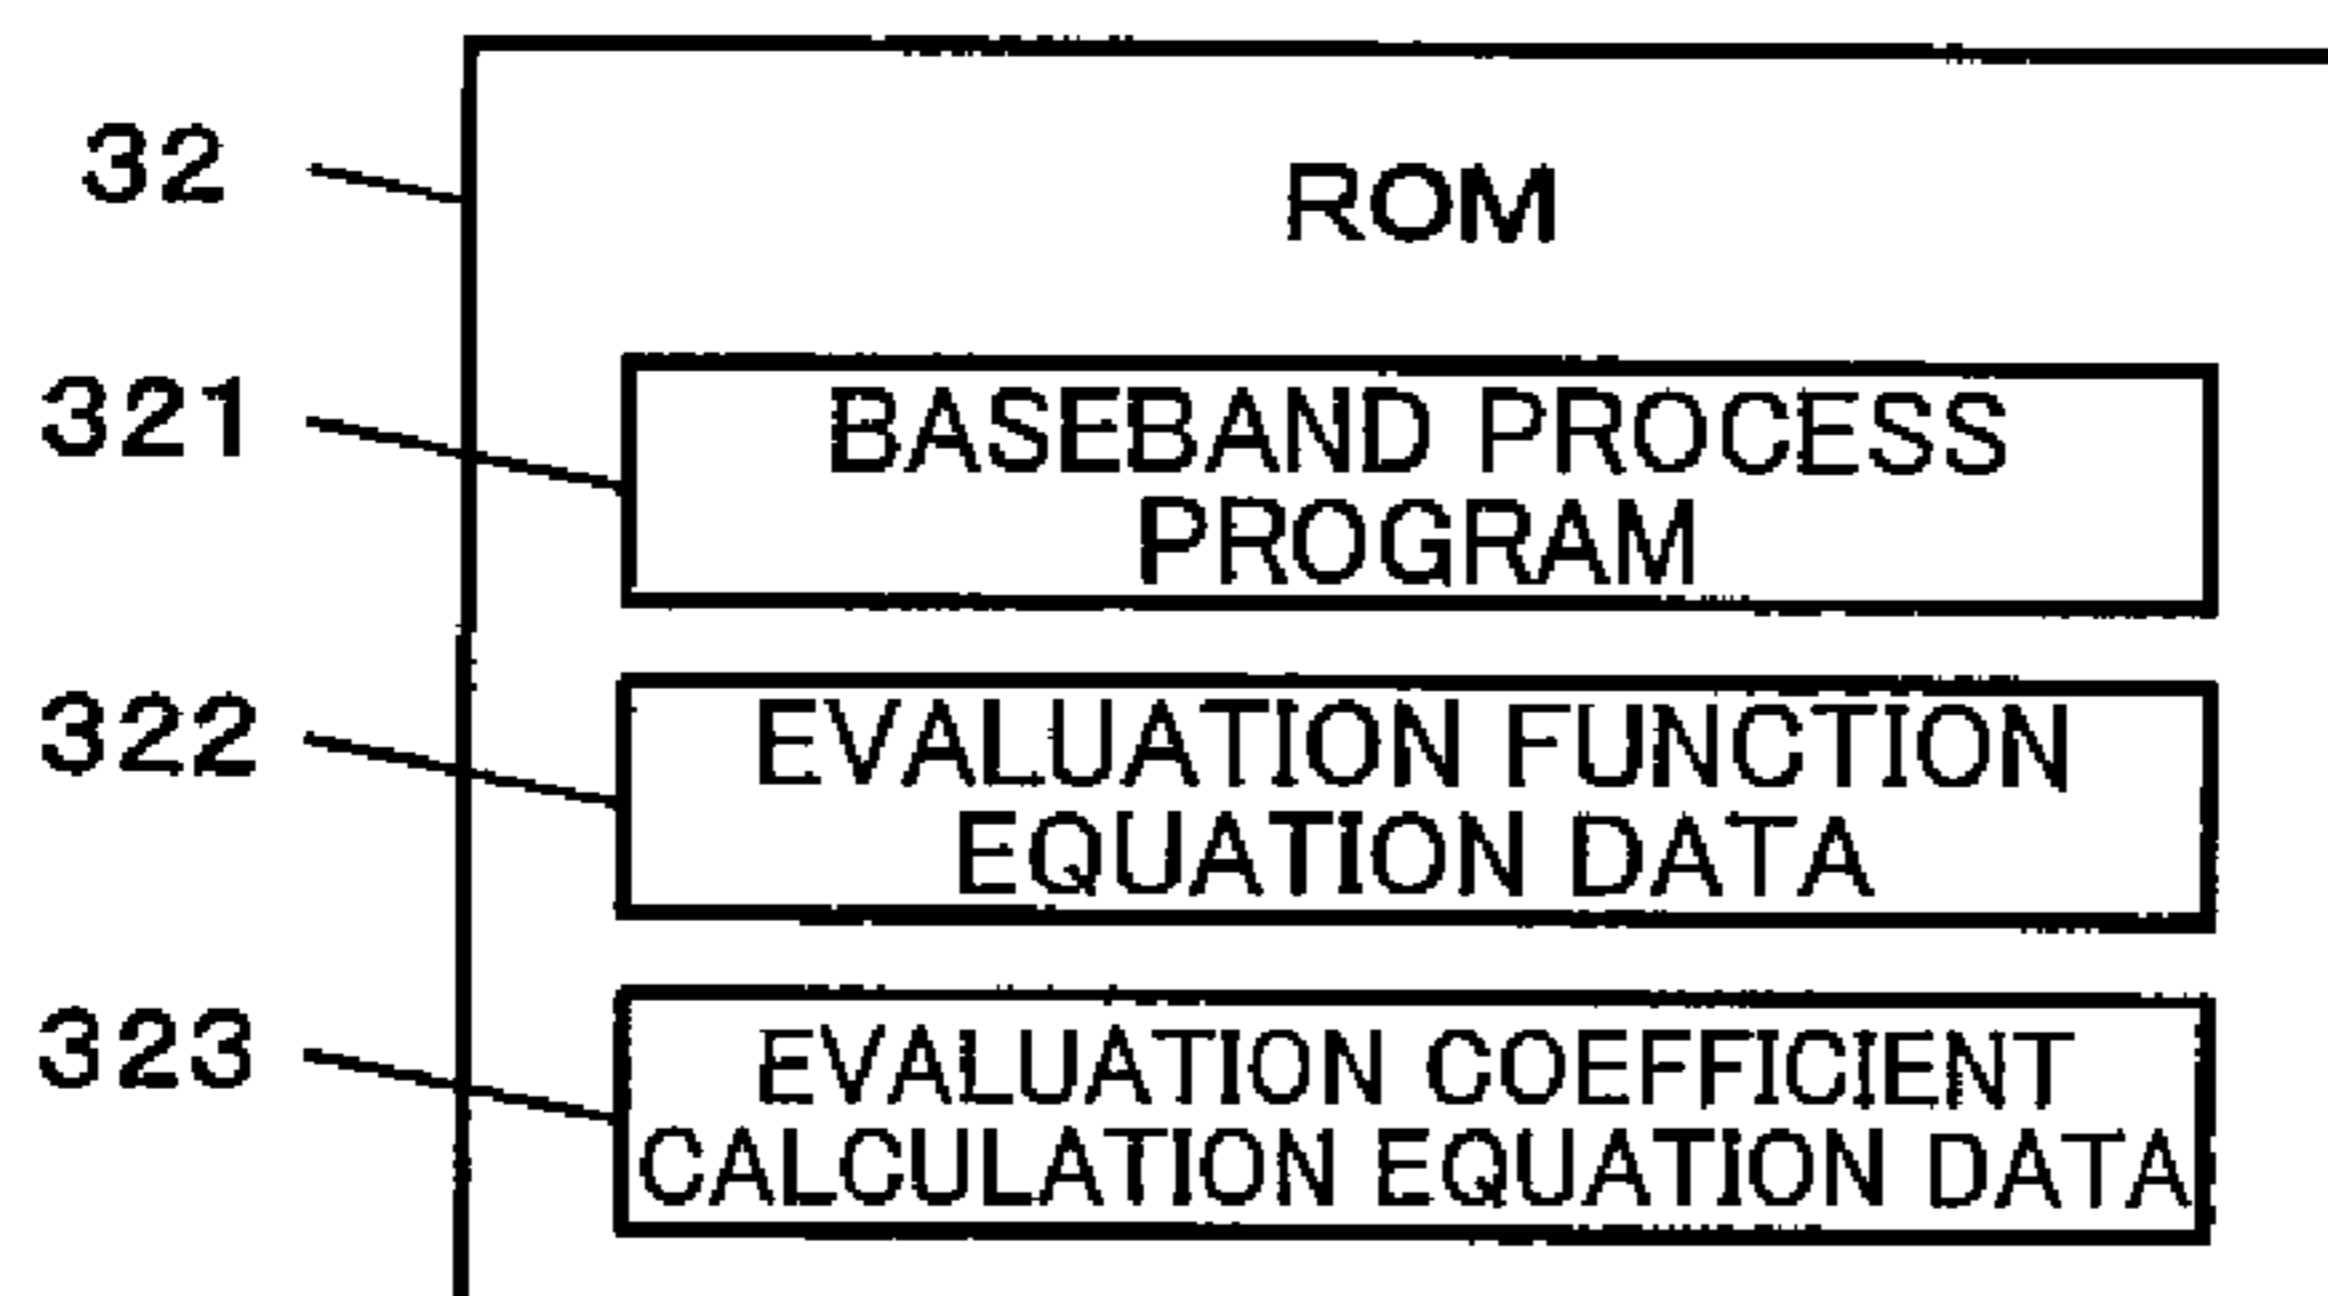 32
ROM
321
BASEBAND PROCESS
PROGRAM
322
EVALUATION FUNCTION
EQUATION DATA
323
EVALUATION COEFFICIENT
CALCULATION EQUATION DATA